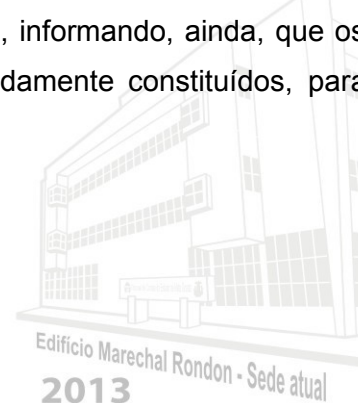 , informando, ainda, que os
damente constituídos, para
Edifício Marechal Rondon - Sede atual
2013